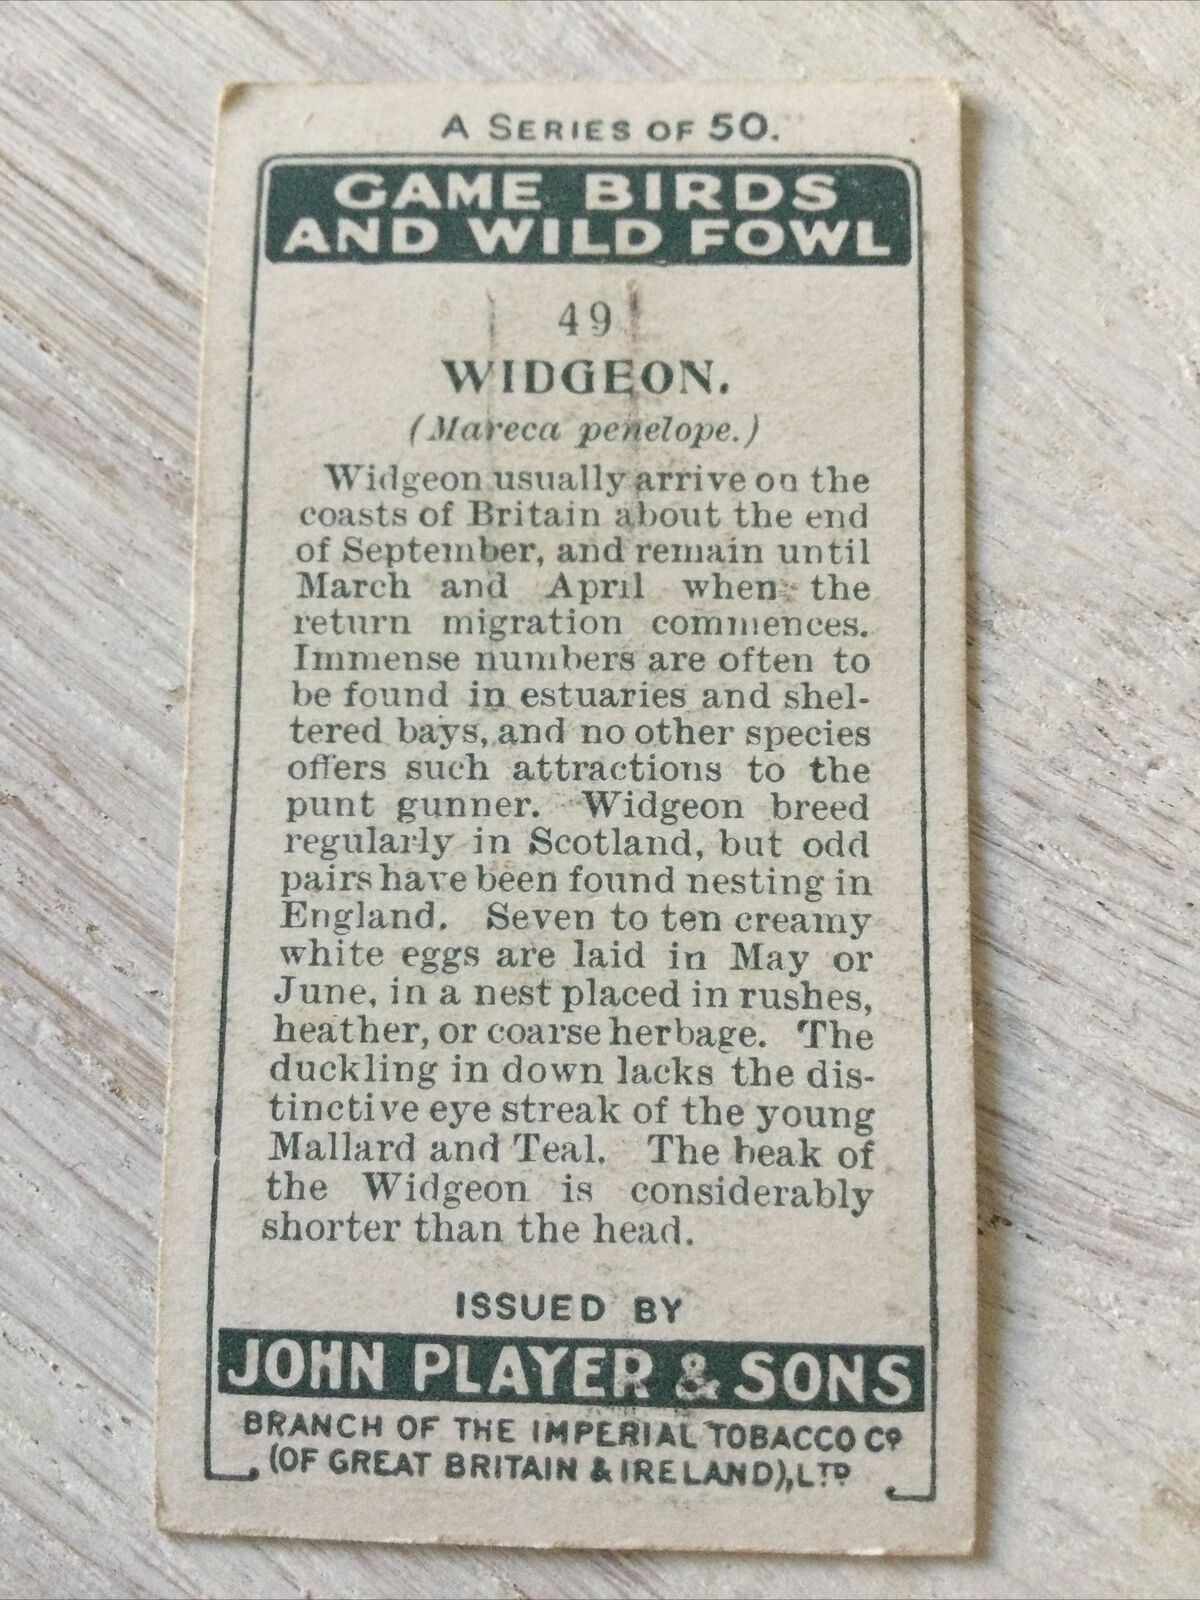 A SERIES OF 50.
GAME BIRDS
AND WILD FOWL
49
WIDGEON.
(Mareca penelope.)
Widgeon usually arrive on the
coasts of Britain about the end
of September, and remain until
March and April when the
return migration commences.
Immense numbers are often to
be found in estuaries and shel-
tered bays, and no other species
offers such attractions to the
punt gunner. Widgeon breed
regularly in Scotland, but odd
pairs have been found nesting in
England. Seven to ten creamy
white eggs are laid in May or
June, in a nest placed in rushes,
heather, or coarse herbage. The
duckling in down lacks the dis-
tinctive eye streak of the young
Mallard and Teal. The beak of
the Widgeon is considerably
shorter than the head.
ISSUED BY
JOHN PLAYER & SONS
BRANCH OF THE IMPERIAL TOBACCO Cº
(OF GREAT BRITAIN & IRELAND), LTD